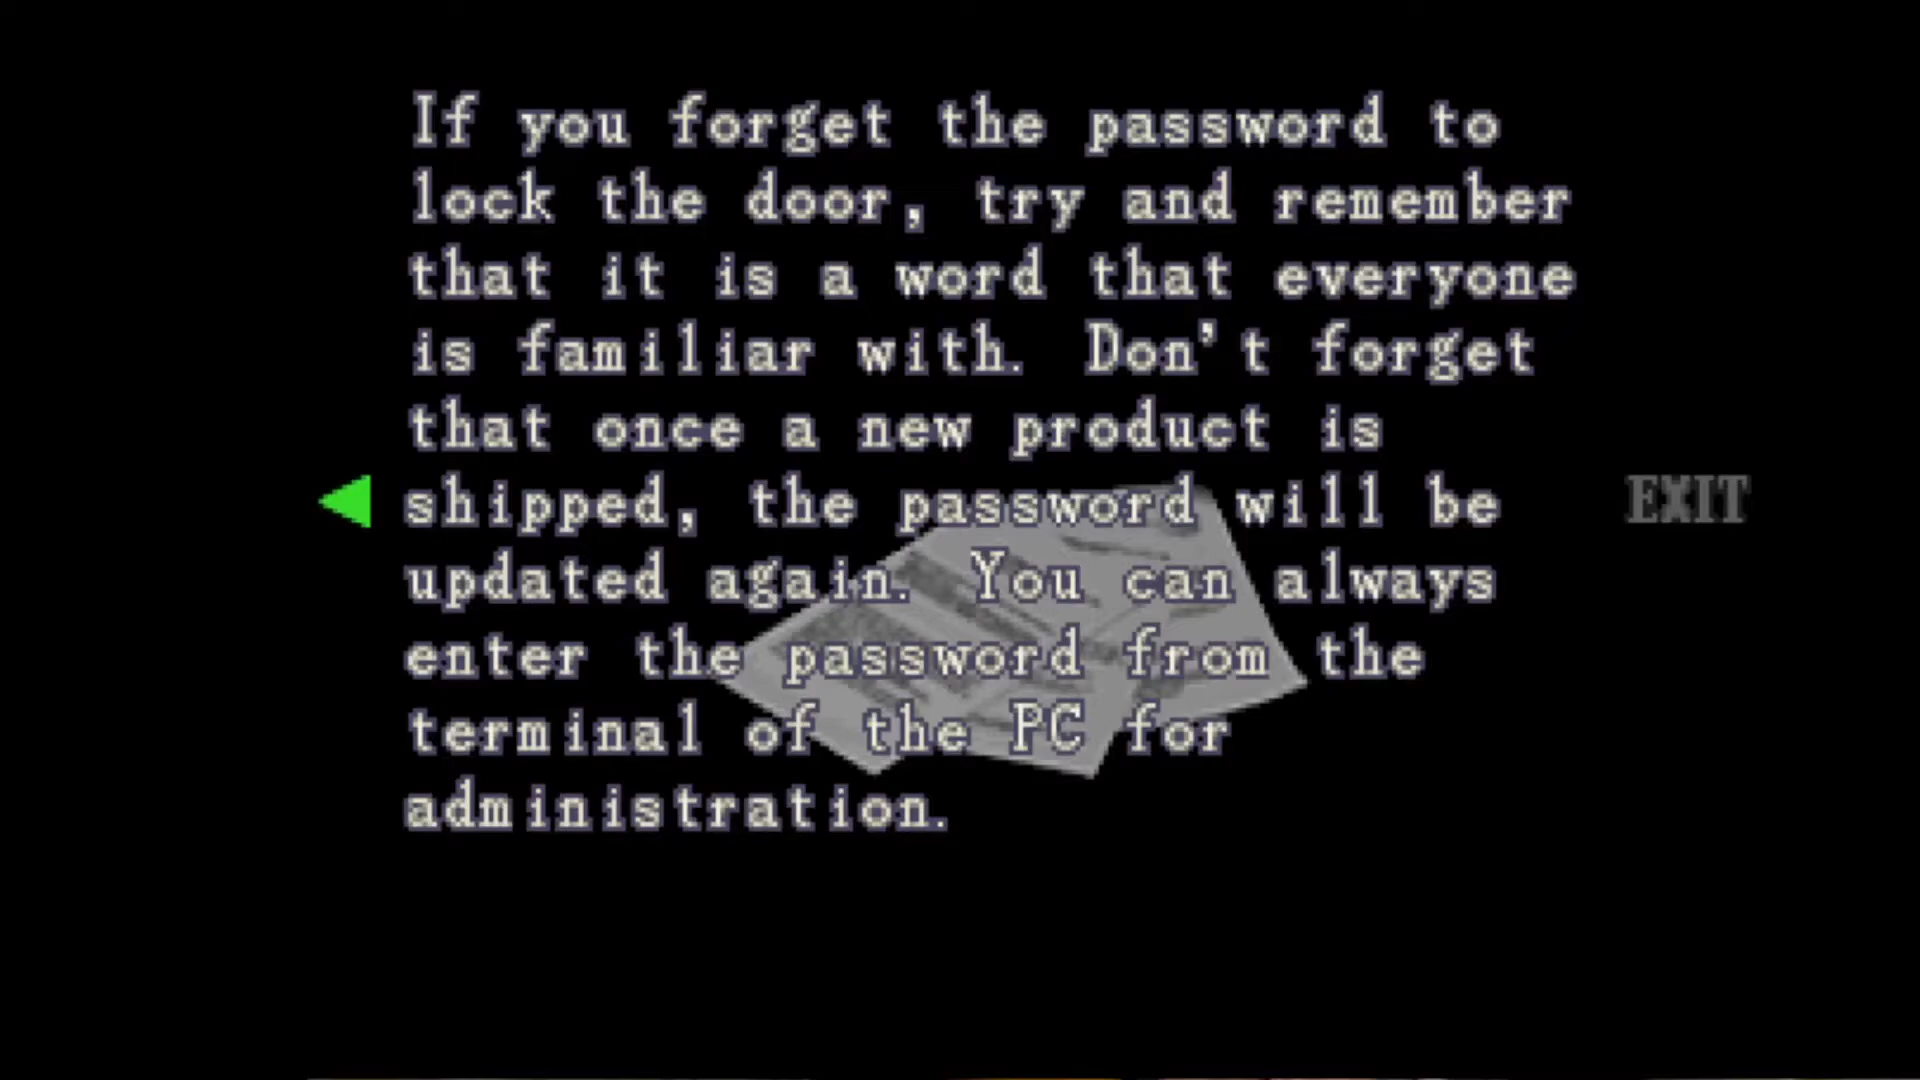 If you forget the password to
lock the door, try and remember
that it is a word that everyone
is familiar with. Don't forget
that once a new product is
shipped, the password will be
updated again. You can always
enter the password from the
terminal of the PC for
administration.
EXIT